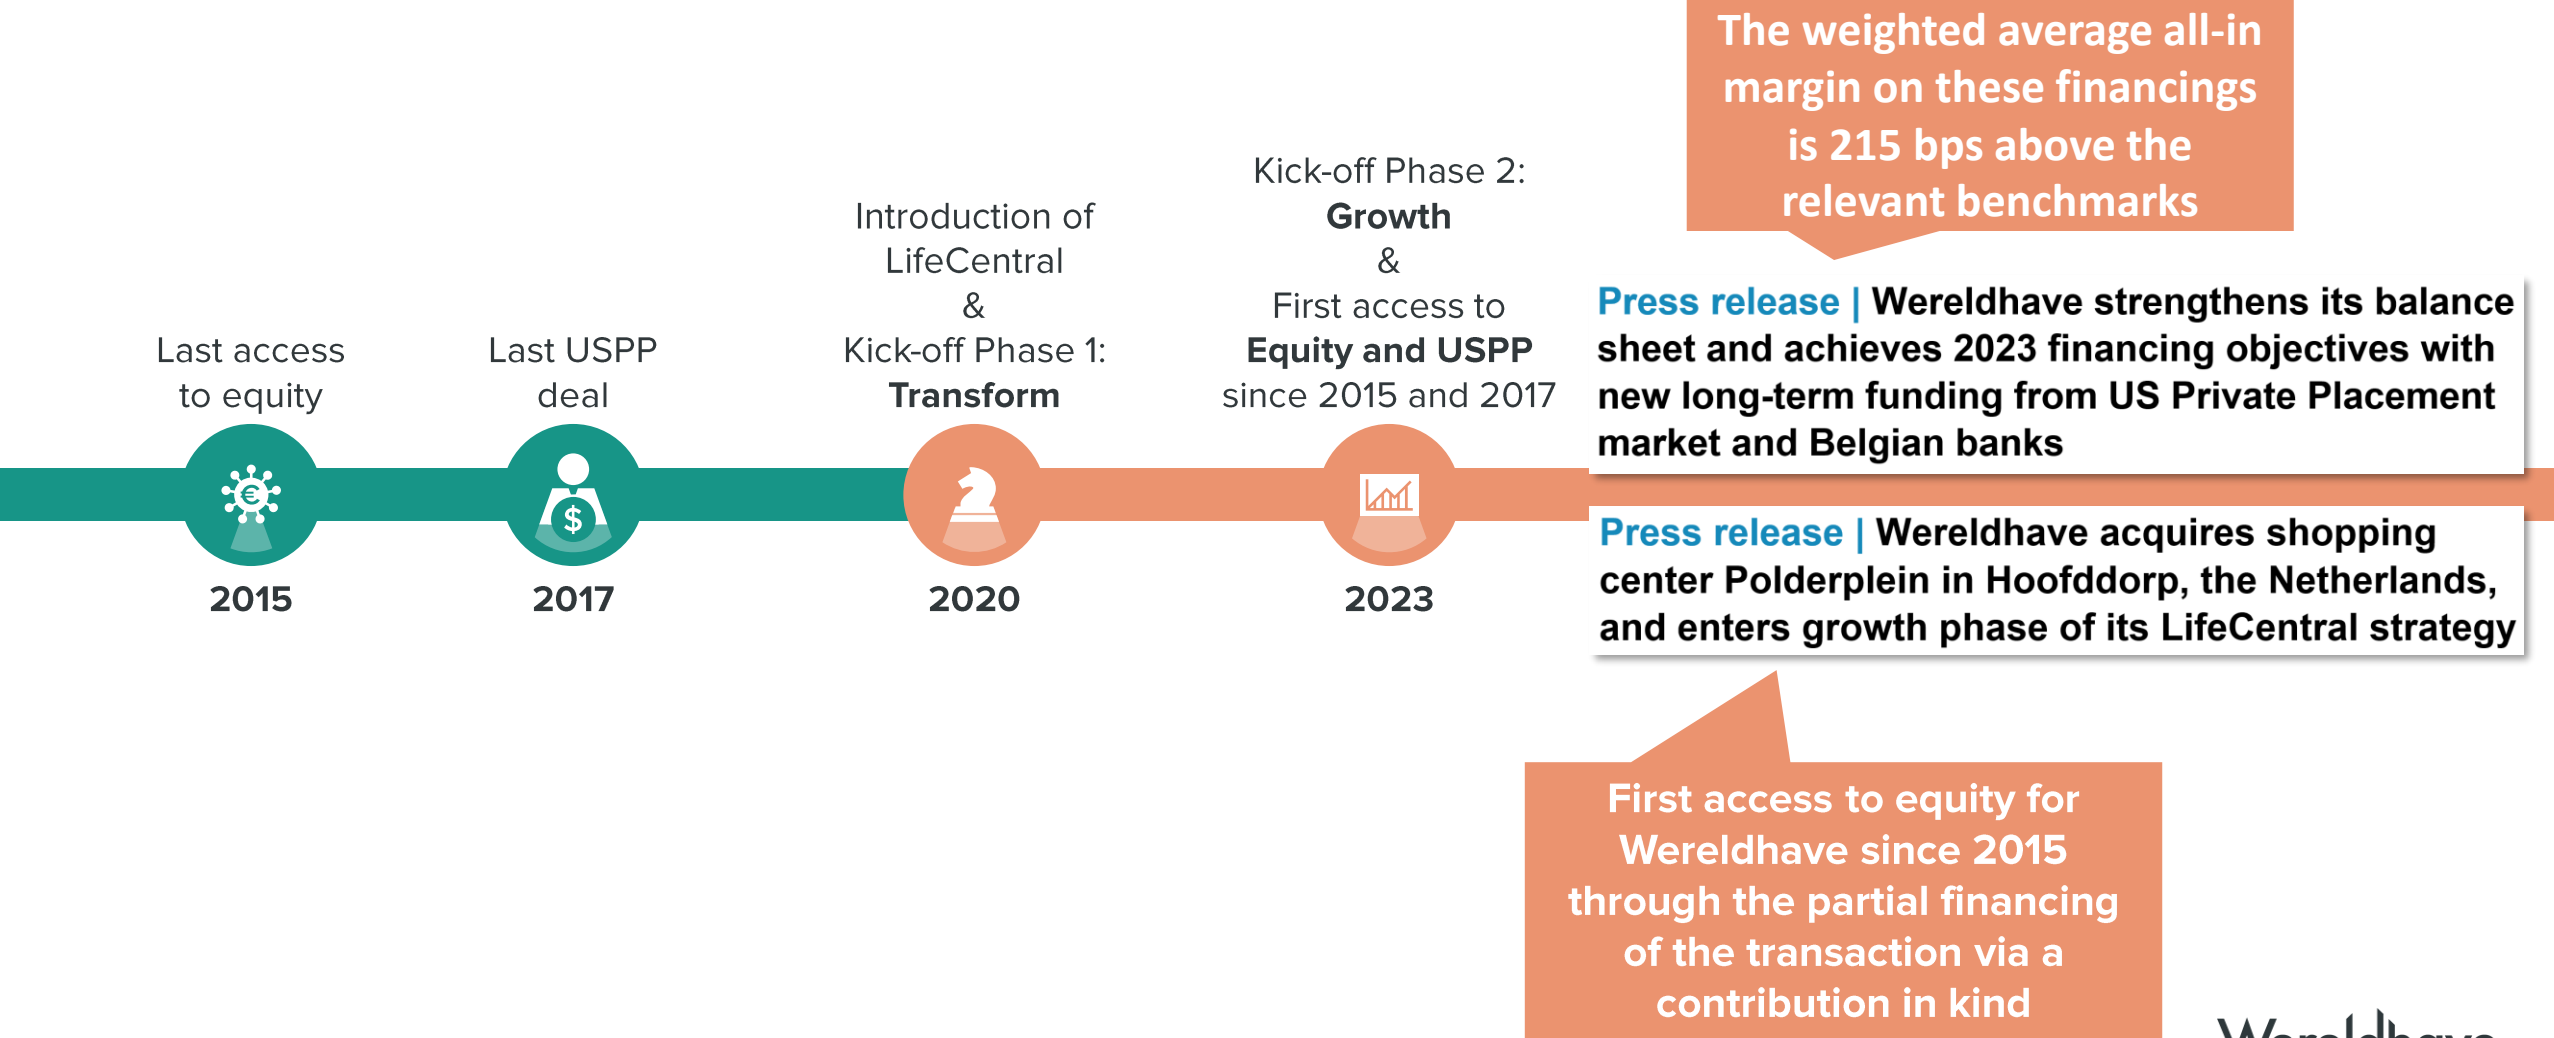 The weighted average all-in
margin on these financings
is 215 bps above the
relevant benchmarks
Last access
to equity
2015
Last USPP
deal
2017
Introduction of
LifeCentral
&
Kick-off Phase 1:
Transform
2020
Kick-off Phase 2:
Growth
&
First access to
Equity and USPP
since 2015 and 2017
2023
Press release | Wereldhave strengthens its balance
sheet and achieves 2023 financing objectives with
new long-term funding from US Private Placement
market and Belgian banks
Press release | Wereldhave acquires shopping
center Polderplein in Hoofddorp, the Netherlands,
and enters growth phase of its LifeCentral strategy
First access to equity for
Wereldhave since 2015
through the partial financing
of the transaction via a
contribution in kind
Wereldhave